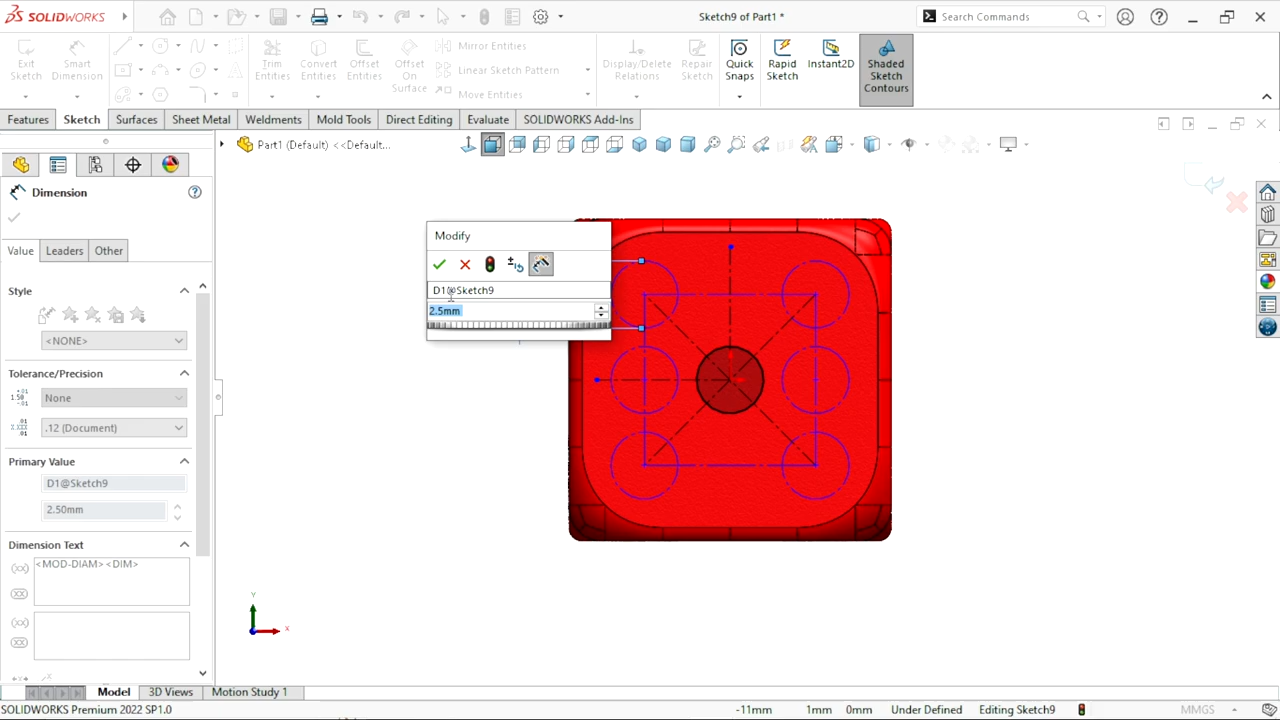 SOLIDWORKS
Sketch9 of Part1 *
Search Commands
Exit Sketch
Smart Dimension
Trim Entities
Convert Entities
Offset Entities
Offset On Surface
Mirror Entities
Linear Sketch Pattern
Move Entities
Display/Delete Relations
Repair Sketch
Quick Snaps
Rapid Sketch
Instant2D
Shaded Sketch Contours
Features
Sketch
Surfaces
Sheet Metal
Weldments
Mold Tools
Direct Editing
Evaluate
SOLIDWORKS Add-Ins
Part1 (Default) <<Default...
Dimension
Value
Leaders
Other
Style
<NONE>
Tolerance/Precision
None
.12 (Document)
Primary Value
D1@Sketch9
2.50mm
Dimension Text
<MOD-DIAM><DIM>
Modify
D1@Sketch9
2.5mm
Y
X
Model
3D Views
Motion Study 1
SOLIDWORKS Premium 2022 SP1.0
-11mm
1mm
0mm
Under Defined
Editing Sketch9
MMGS